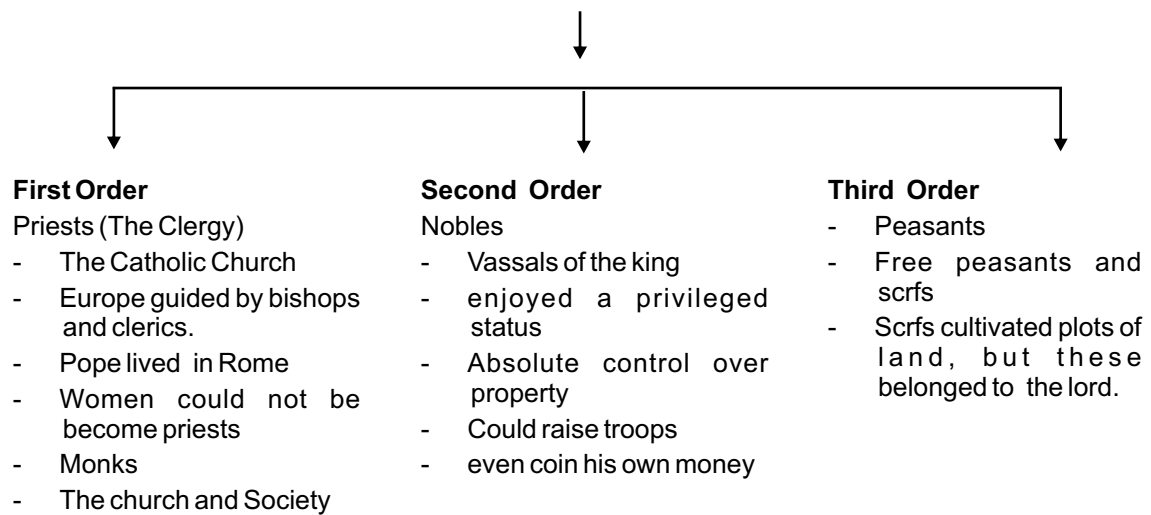 First Order
Priests (The Clergy)
- The Catholic Church
- Europe guided by bishops
and clerics.
- Pope lived in Rome
- Women could not be
become priests
- Monks
- The church and Society
Second Order
Nobles
- Vassals of the king
- enjoyed a privileged
status
- Absolute control over
property
- Could raise troops
- even coin his own money
Third Order
- Peasants
- Free peasants and
scrfs
- Scrfs cultivated plots of
land, but these
belonged to the lord.